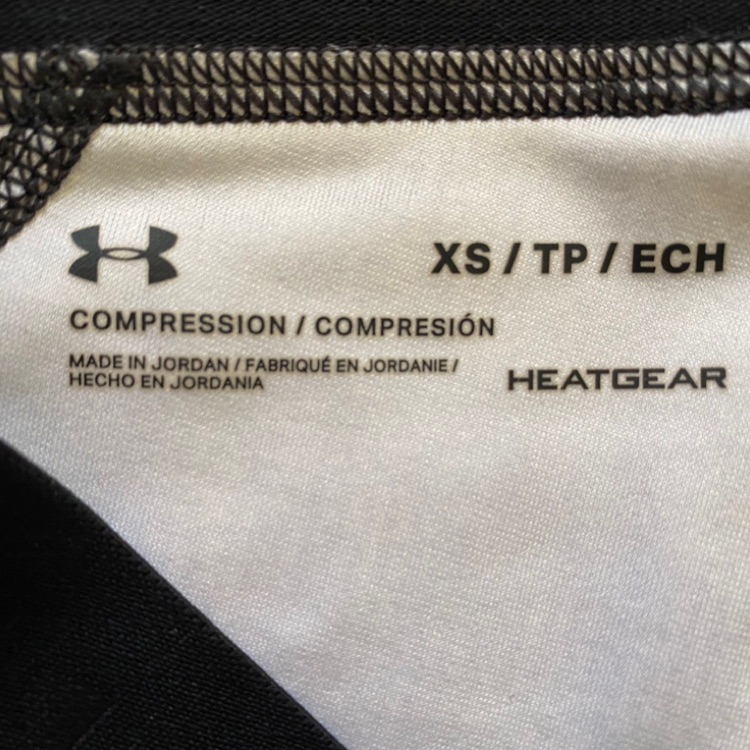 XS / TP / ECH
COMPRESSION / COMPRESIÓN
MADE IN JORDAN / FABRIQUÉ EN JORDANIE /
HECHO EN JORDANIA
HEATGEAR